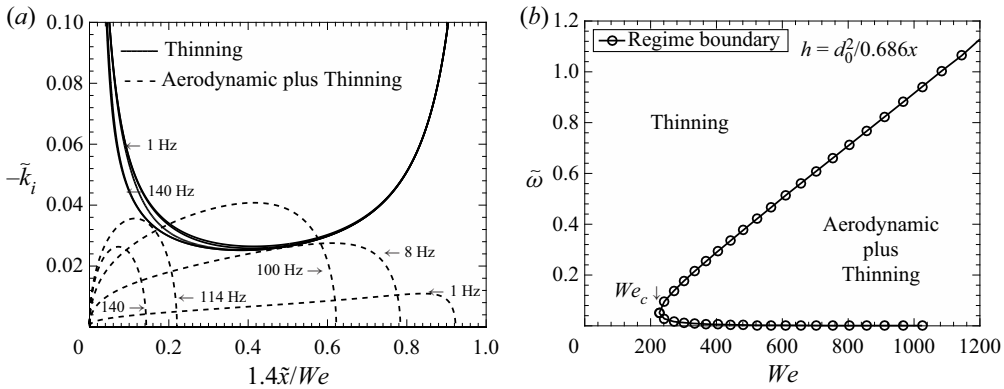 (a)
0.10
0.08
0.06
0.04
0.02
0
–k̃ᵢ
Thinning
Aerodynamic plus Thinning
1 Hz
140 Hz
8 Hz
100 Hz
1 Hz
140
114 Hz
0.2
0.4
0.6
0.8
1.0
1.4x̃/We
(b)
Regime boundary
h = d₀²/0.686x
1.0
0.8
0.6
0.4
0.2
ω̃
Thinning
Aerodynamic
plus
Thinning
We_c
0
200
400
600
800
1000
1200
We